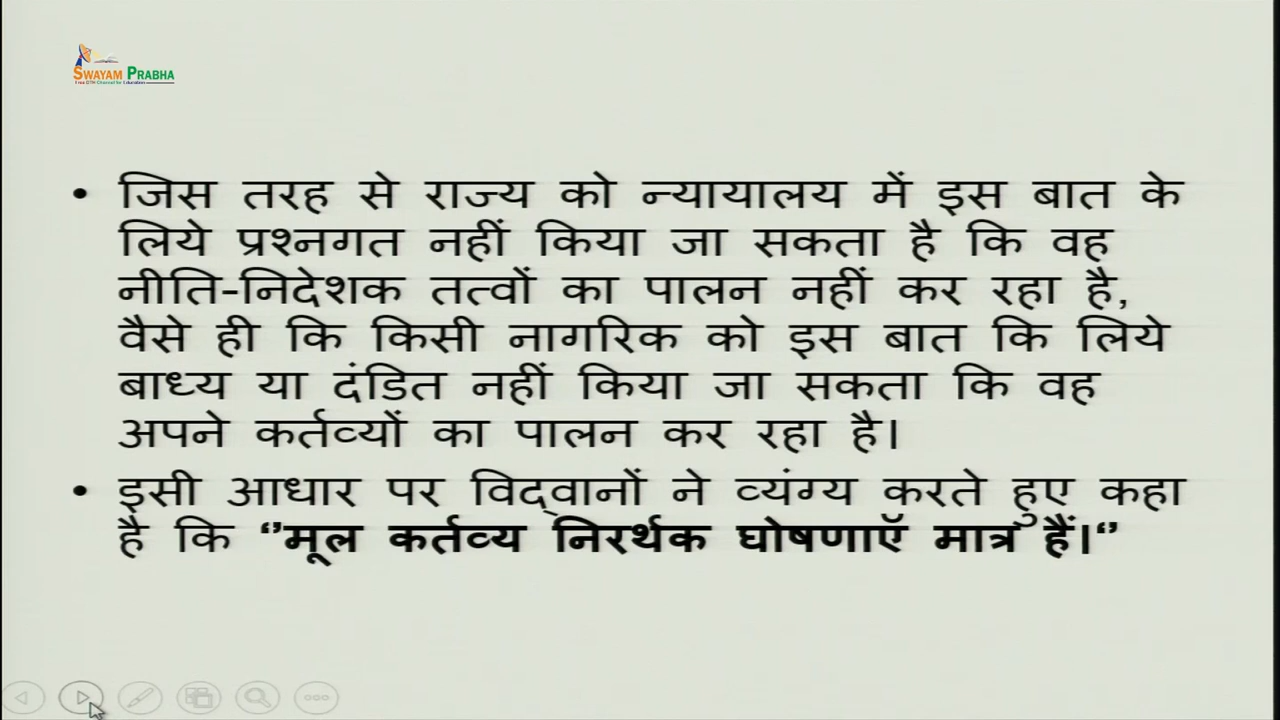 SWAYAM PRABHA
• जिस तरह से राज्य को न्यायालय में इस बात के
लिये प्रश्नगत नहीं किया जा सकता है कि वह
नीति-निदेशक तत्वों का पालन नहीं कर रहा है,
वैसे ही कि किसी नागरिक को इस बात कि लिये
बाध्य या दंडित नहीं किया जा सकता कि वह
अपने कर्तव्यों का पालन कर रहा है।
• इसी आधार पर विद्वानों ने व्यंग्य करते हुए कहा
है कि “मूल कर्तव्य निरर्थक घोषणाऍ मात्र हैं।“